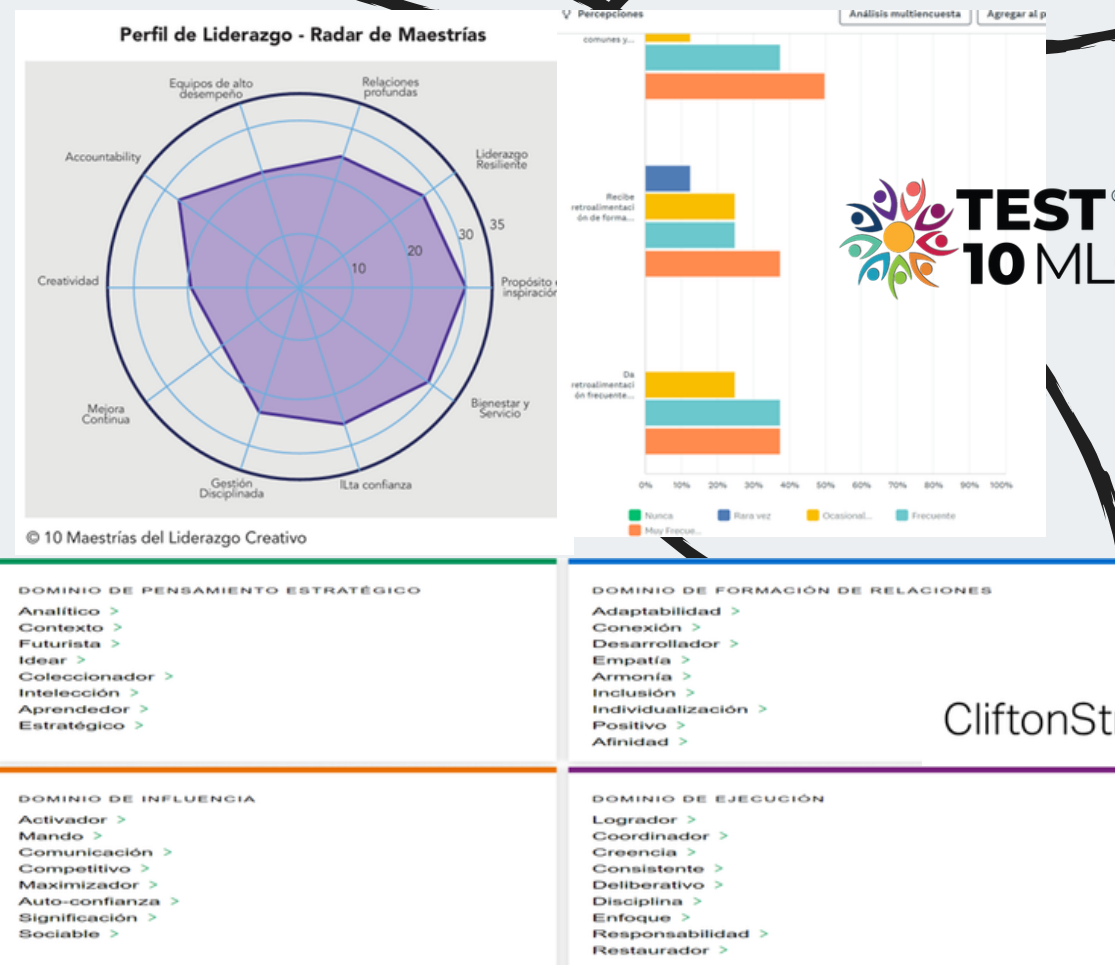 Perfil de Liderazgo - Radar de Maestrías
Equipos de alto
desempeño
Relaciones
profundas
Accountability
Liderazgo
Resiliente
35
30
20
10
Creatividad
Propósito
inspiración
Mejora
Continua
Bienestar y
Servicio
Gestión
Disciplinada
lLta confianza
© 10 Maestrías del Liderazgo Creativo
Percepciones
Análisis multiencuesta
Agregar al p
comunes y...
Recibe
retroalimentaci
ón de forma...
Da
retroalimentaci
ón frecuente...
0% 10% 20% 30% 40% 50% 60% 70% 80% 90% 100%
Nunca
Rara vez
Ocasional...
Frecuente
Muy Frecue...
TEST
10 ML
DOMINIO DE PENSAMIENTO ESTRATÉGICO
Analítico >
Contexto >
Futurista >
Idear >
Coleccionador >
Intelección >
Aprendedor >
Estratégico >
DOMINIO DE FORMACIÓN DE RELACIONES
Adaptabilidad >
Conexión >
Desarrollador >
Empatía >
Armonía >
Inclusión >
Individualización >
Positivo >
Afinidad >
CliftonStr
DOMINIO DE INFLUENCIA
Activador >
Mando >
Comunicación >
Competitivo >
Maximizador >
Auto-confianza >
Significación >
Sociable >
DOMINIO DE EJECUCIÓN
Logrador >
Coordinador >
Creencia >
Consistente >
Deliberativo >
Disciplina >
Enfoque >
Responsabilidad >
Restaurador >